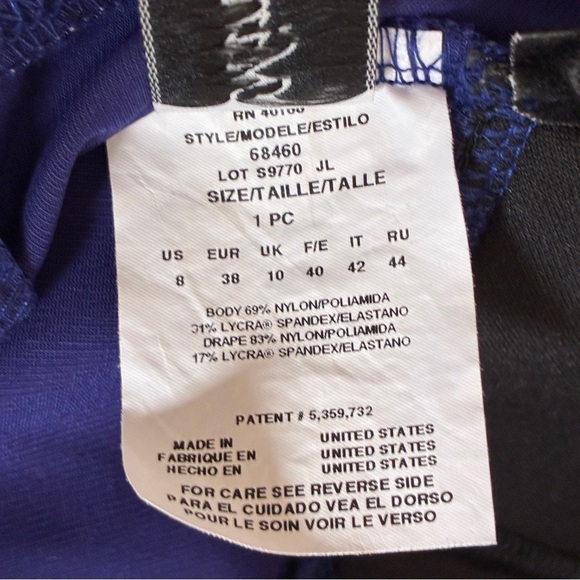 RN 40160
STYLE/MODELE/ESTILO
68460
LOT S9770 JL
SIZE/TAILLE/TALLE
1 PC
US EUR UK F/E IT RU
8 38 10 40 42 44
BODY 69% NYLON/POLIAMIDA
31% LYCRA® SPANDEX/ELASTANO
DRAPE 83% NYLON/POLIAMIDA
17% LYCRA® SPANDEX/ELASTANO
PATENT # 5,359,732
MADE IN UNITED STATES
FABRIQUE EN UNITED STATES
HECHO EN UNITED STATES
FOR CARE SEE REVERSE SIDE
PARA EL CUIDADO VEA EL DORSO
POUR LE SOIN VOIR LE VERSO